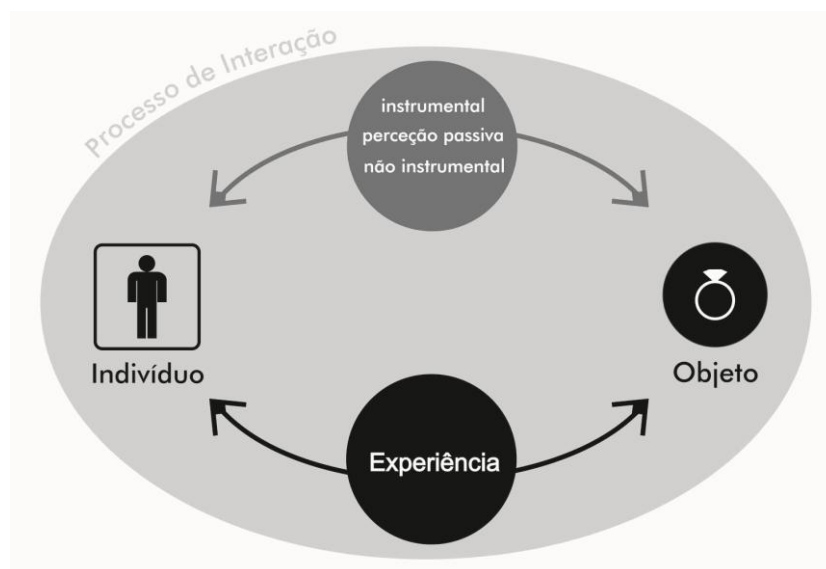 Processo de Interação
instrumental
perceção passiva
não instrumental
Indivíduo
Objeto
Experiência